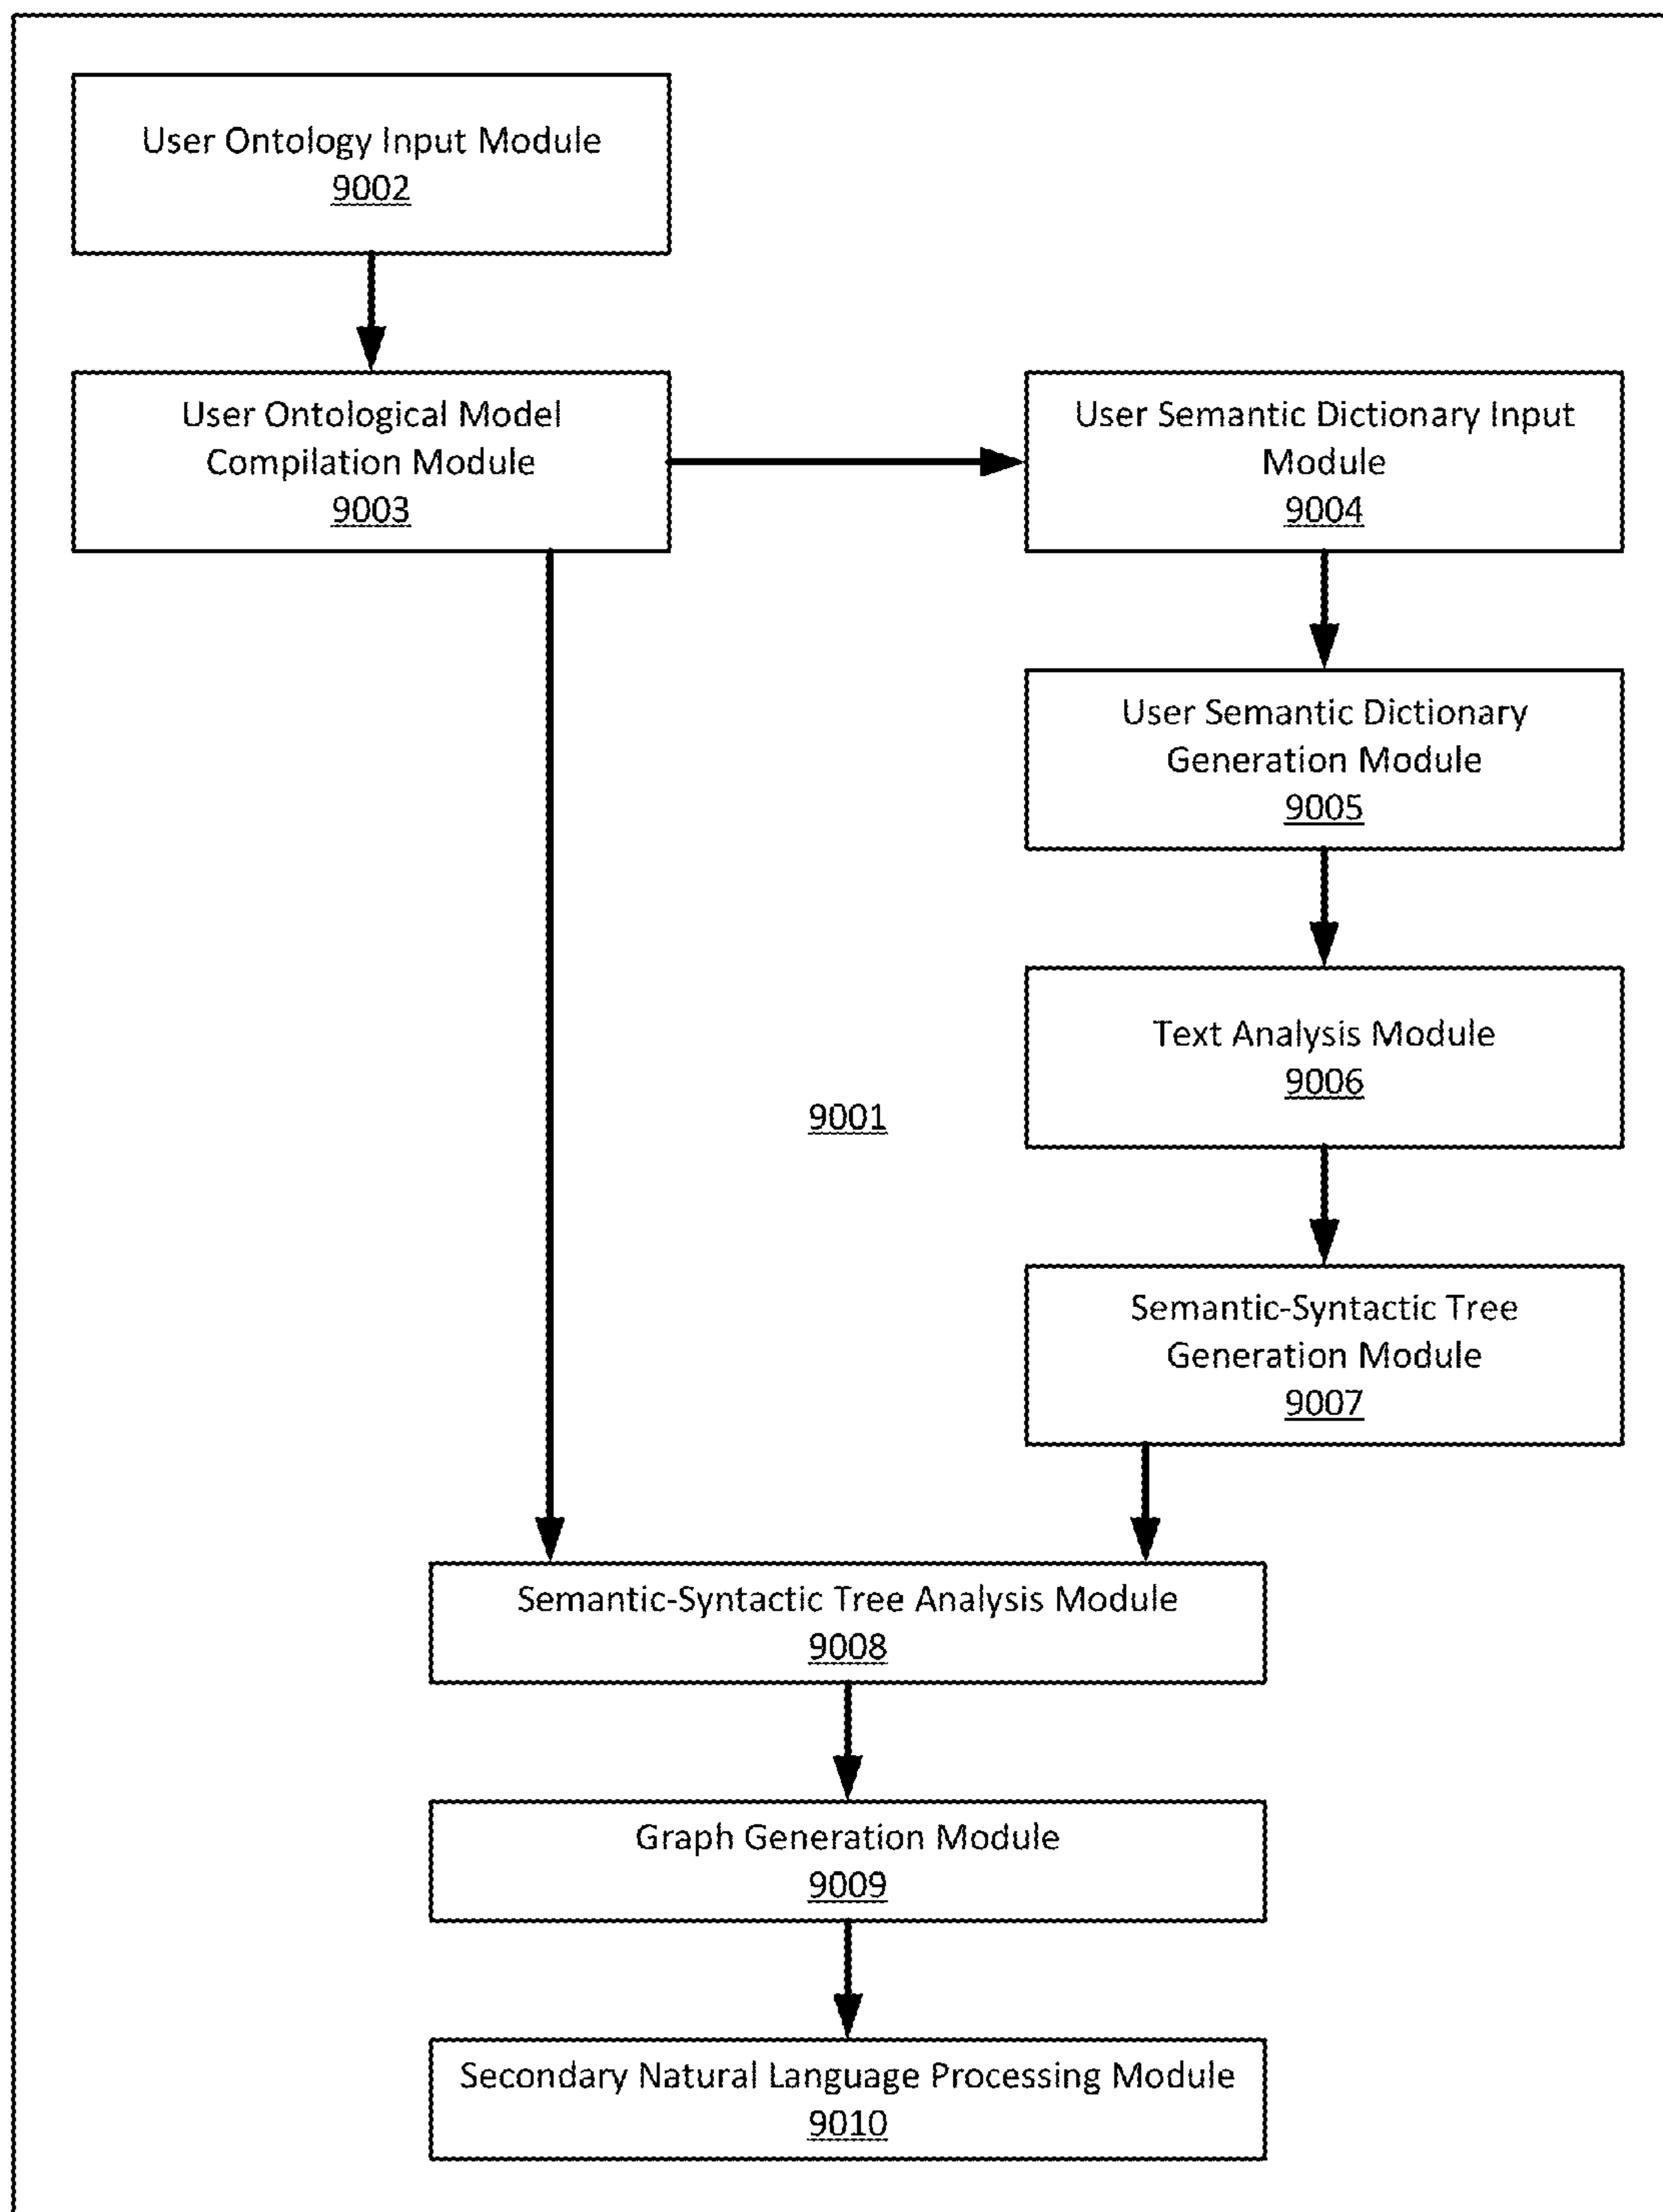 User Ontology Input Module
9002
User Ontological Model
Compilation Module
9003
User Semantic Dictionary Input
Module
9004
User Semantic Dictionary
Generation Module
9005
Text Analysis Module
9006
9001
Semantic-Syntactic Tree
Generation Module
9007
Semantic-Syntactic Tree Analysis Module
9008
Graph Generation Module
9009
Secondary Natural Language Processing Module
9010